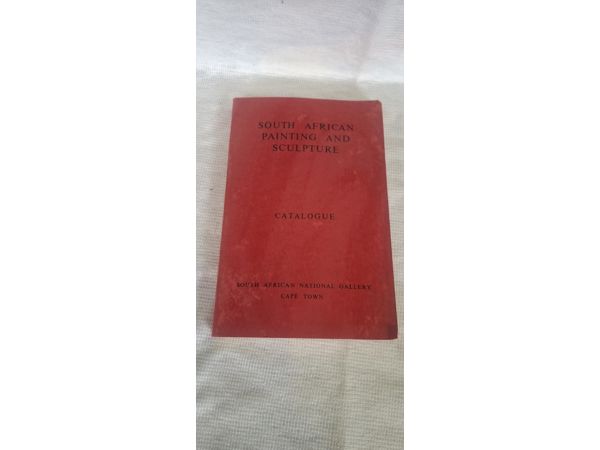 SOUTH AFRICAN
PAINTING AND
SCULPTURE
CATALOGUE
SOUTH AFRICAN NATIONAL GALLERY
CAPE TOWN